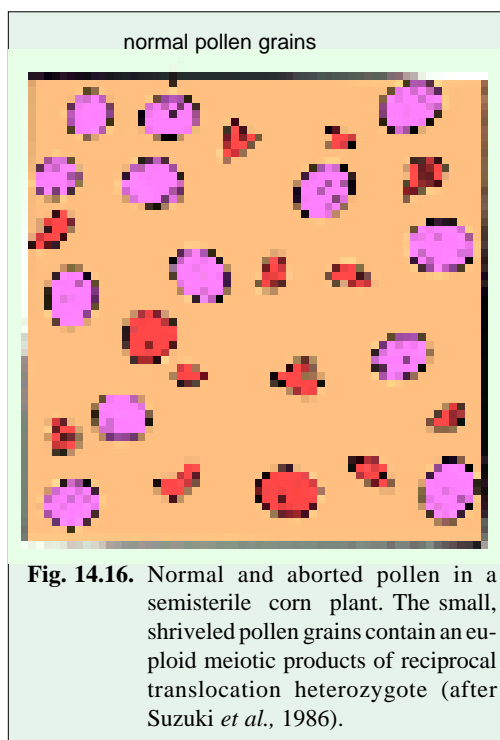 normal pollen grains
Fig. 14.16. Normal and aborted pollen in a
semisterile corn plant. The small,
shriveled pollen grains contain an eu-
ploid meiotic products of reciprocal
translocation heterozygote (after
Suzuki et al., 1986).